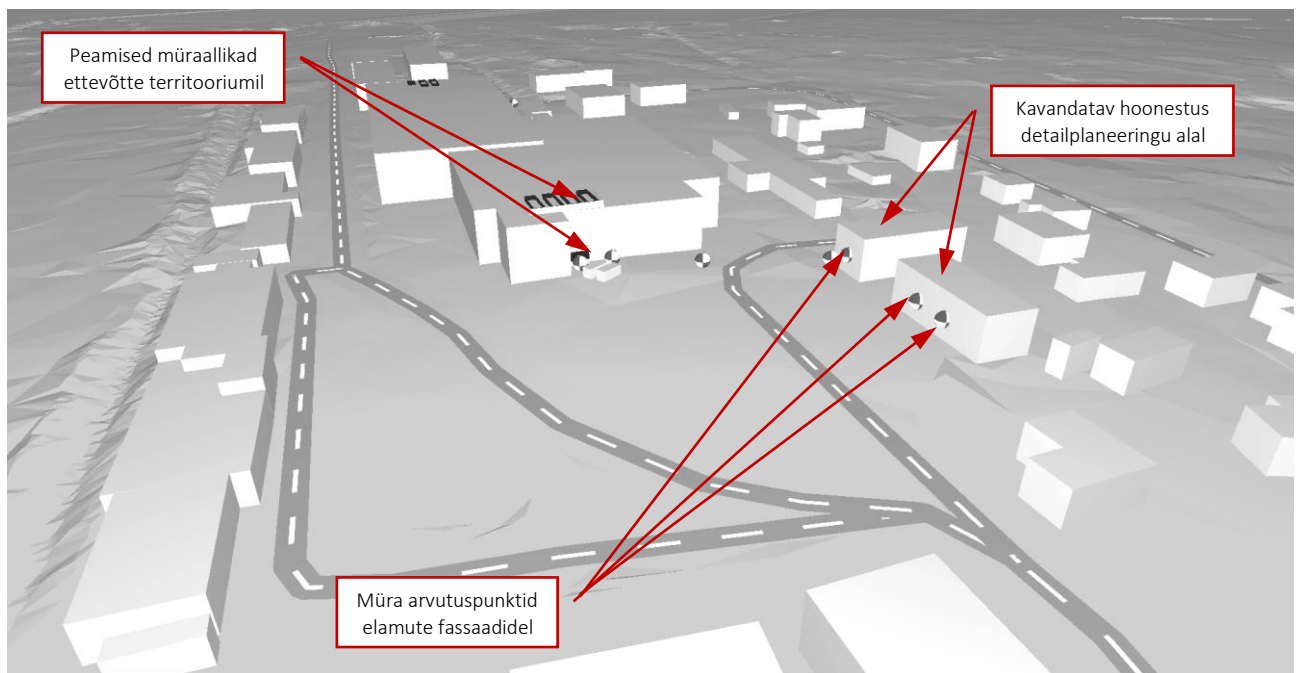 Peamised müraallikad
ettevõtte territooriumil
Kavandatav hoonestus
detailplaneeringu alal
Müra arvutuspunktid
elamute fassaadidel